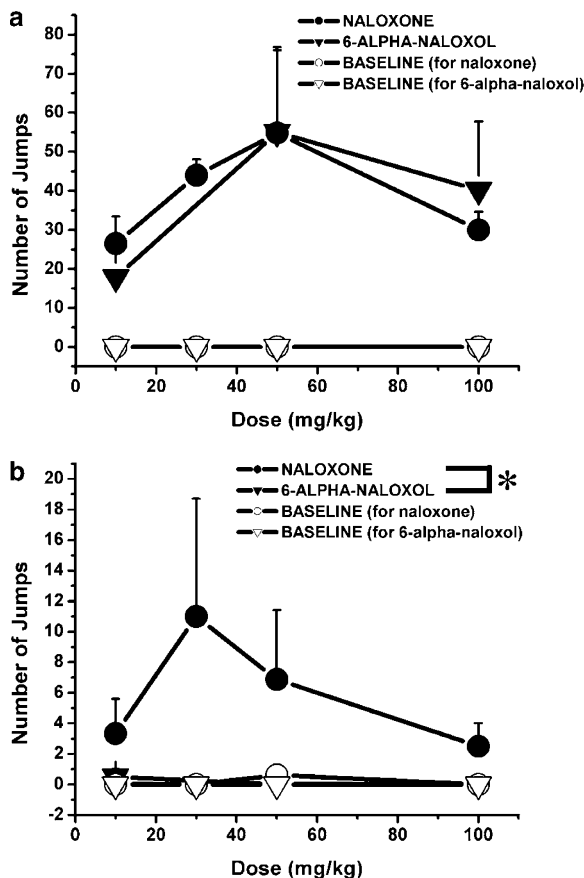 a
NALOXONE
6-ALPHA-NALOXOL
BASELINE (for naloxone)
BASELINE (for 6-alpha-naloxol)
Number of Jumps
80
70
60
50
40
30
20
10
0
0 20 40 60 80 100
Dose (mg/kg)
b
NALOXONE
6-ALPHA-NALOXOL
*
BASELINE (for naloxone)
BASELINE (for 6-alpha-naloxol)
Number of Jumps
20
18
16
14
12
10
8
6
4
2
0
-2
0 20 40 60 80 100
Dose (mg/kg)